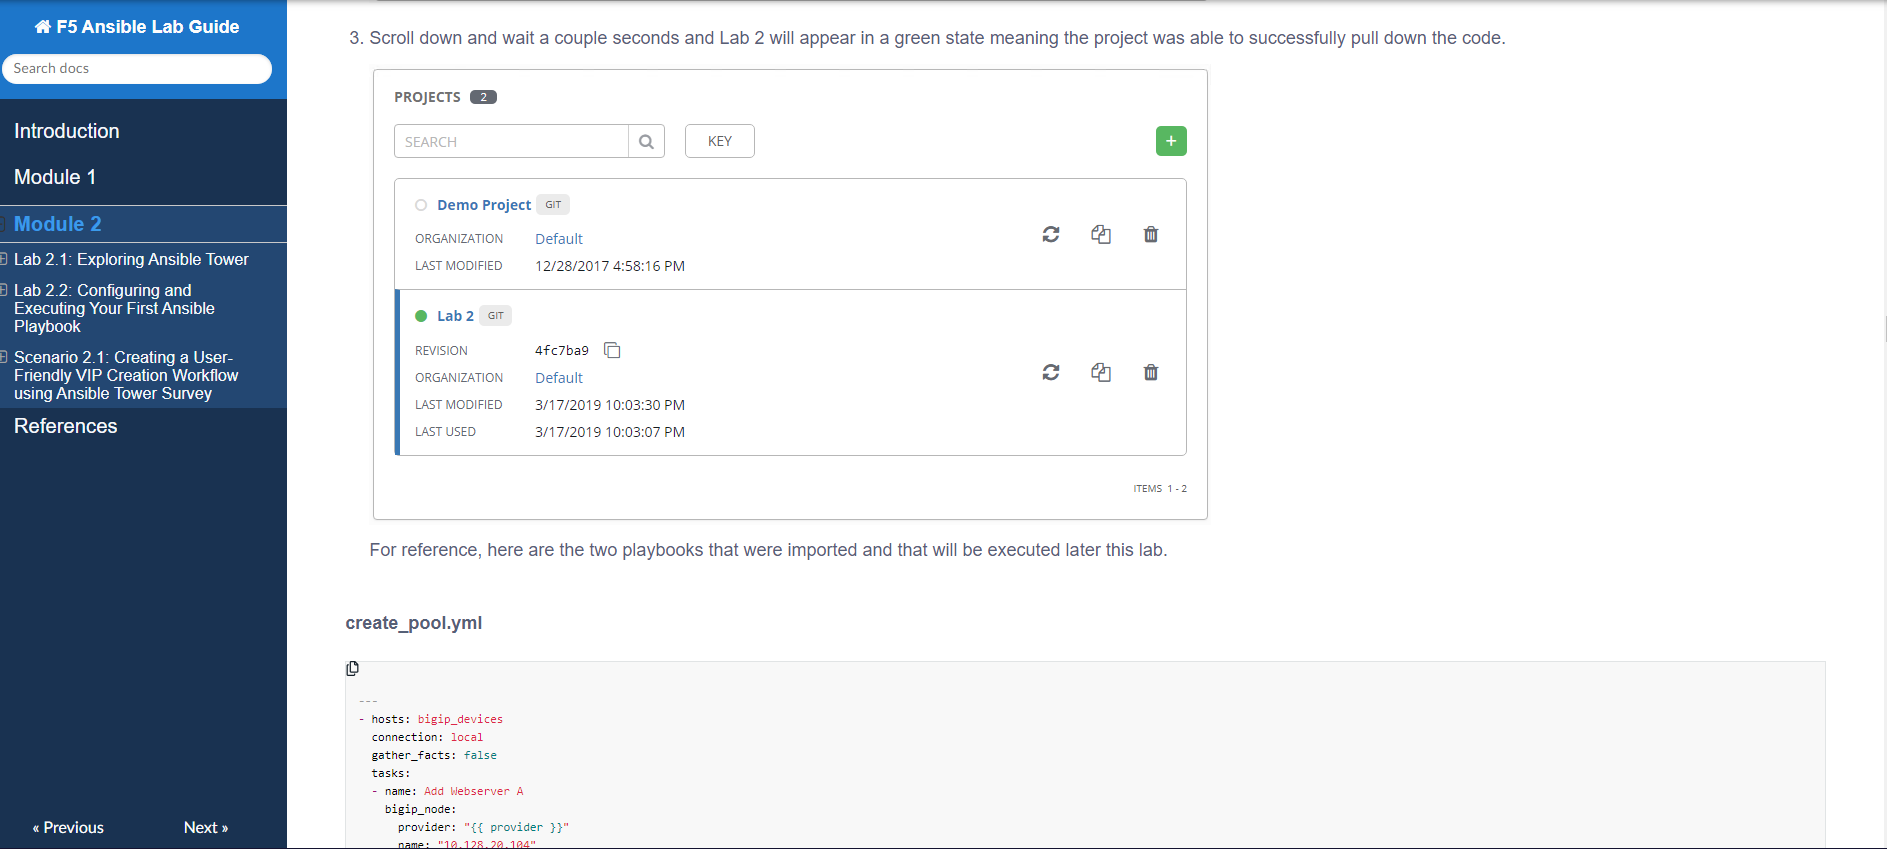 F5 Ansible Lab Guide
Search docs
Introduction
Module 1
Module 2
Lab 2.1: Exploring Ansible Tower
Lab 2.2: Configuring and
Executing Your First Ansible
Playbook
Scenario 2.1: Creating a User-
Friendly VIP Creation Workflow
using Ansible Tower Survey
References
« Previous
Next »
3. Scroll down and wait a couple seconds and Lab 2 will appear in a green state meaning the project was able to successfully pull down the code.
PROJECTS 2
SEARCH
KEY
+
Demo Project GIT
ORGANIZATION Default
LAST MODIFIED 12/28/2017 4:58:16 PM
Lab 2 GIT
REVISION 4fc7ba9
ORGANIZATION Default
LAST MODIFIED 3/17/2019 10:03:30 PM
LAST USED 3/17/2019 10:03:07 PM
ITEMS 1 - 2
For reference, here are the two playbooks that were imported and that will be executed later this lab.
create_pool.yml
---
- hosts: bigip_devices
connection: local
gather_facts: false
tasks:
- name: Add Webserver A
bigip_node:
provider: "{{ provider }}"
name: "10.128.20.104"